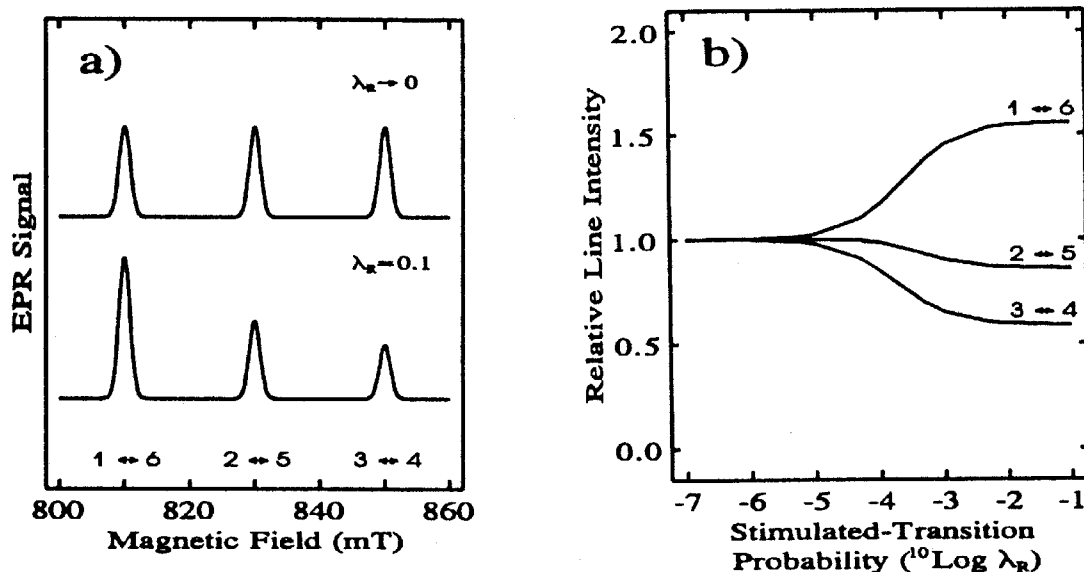 a)
λR→0
EPR Signal
λR=0.1
1 ↔ 6 2 ↔ 5 3 ↔ 4
800 820 840 860
Magnetic Field (mT)
b)
2.0
1.5
1.0
0.5
0.0
Relative Line Intensity
1 ↔ 6
2 ↔ 5
3 ↔ 4
-7 -6 -5 -4 -3 -2 -1
Stimulated-Transition
Probability (¹⁰Log λR)